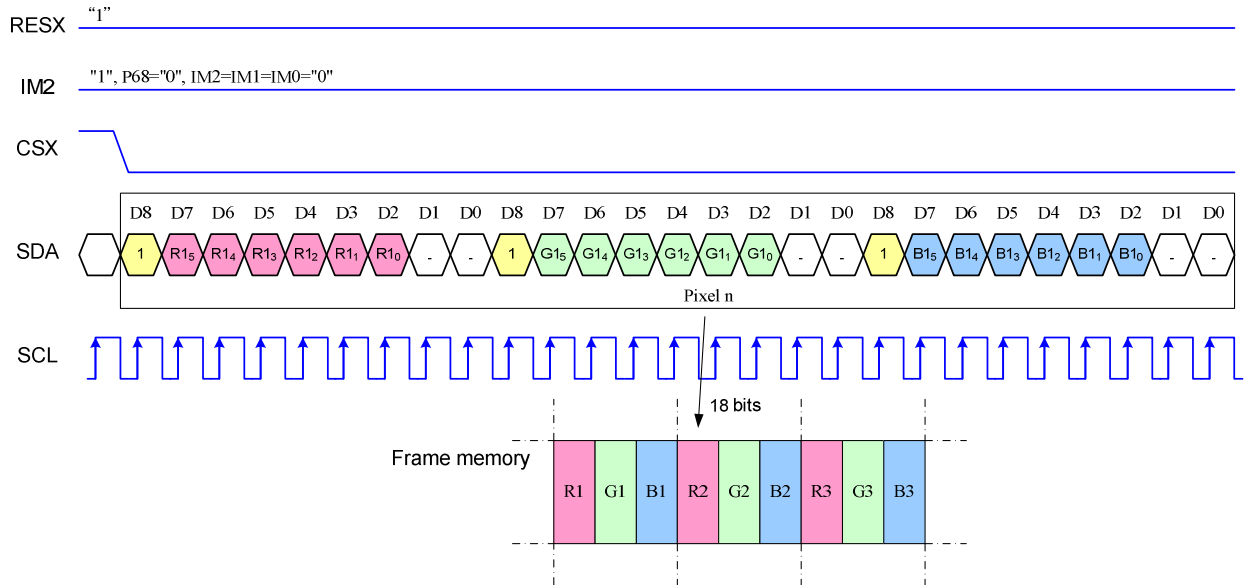 RESX “1”
IM2 "1", P68="0", IM2=IM1=IM0="0"
CSX
D8 D7 D6 D5 D4 D3 D2 D1 D0 D8 D7 D6 D5 D4 D3 D2 D1 D0 D8 D7 D6 D5 D4 D3 D2 D1 D0
SDA 1 R15 R14 R13 R12 R11 R10 - - 1 G15 G14 G13 G12 G11 G10 - - 1 B15 B14 B13 B12 B11 B10 - -
Pixel n
SCL
18 bits
Frame memory
R1 G1 B1 R2 G2 B2 R3 G3 B3